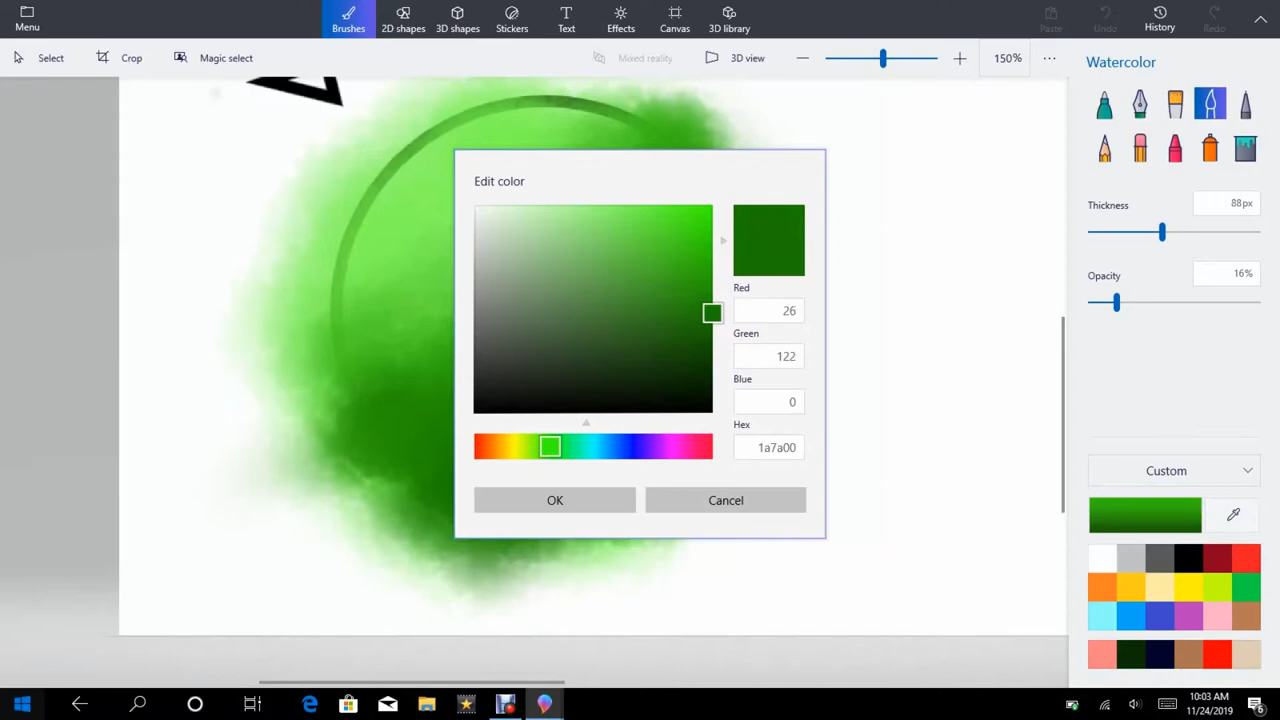 Menu
Brushes
2D shapes
3D shapes
Stickers
Text
Effects
Canvas
3D library
Paste
Undo
History
Redo
Select
Crop
Magic select
Mixed reality
3D view
150%
Watercolor
Thickness
88px
Opacity
16%
Edit color
Red
26
Green
122
Blue
0
Hex
1a7a00
OK
Cancel
Custom
10:03 AM
11/24/2019
6